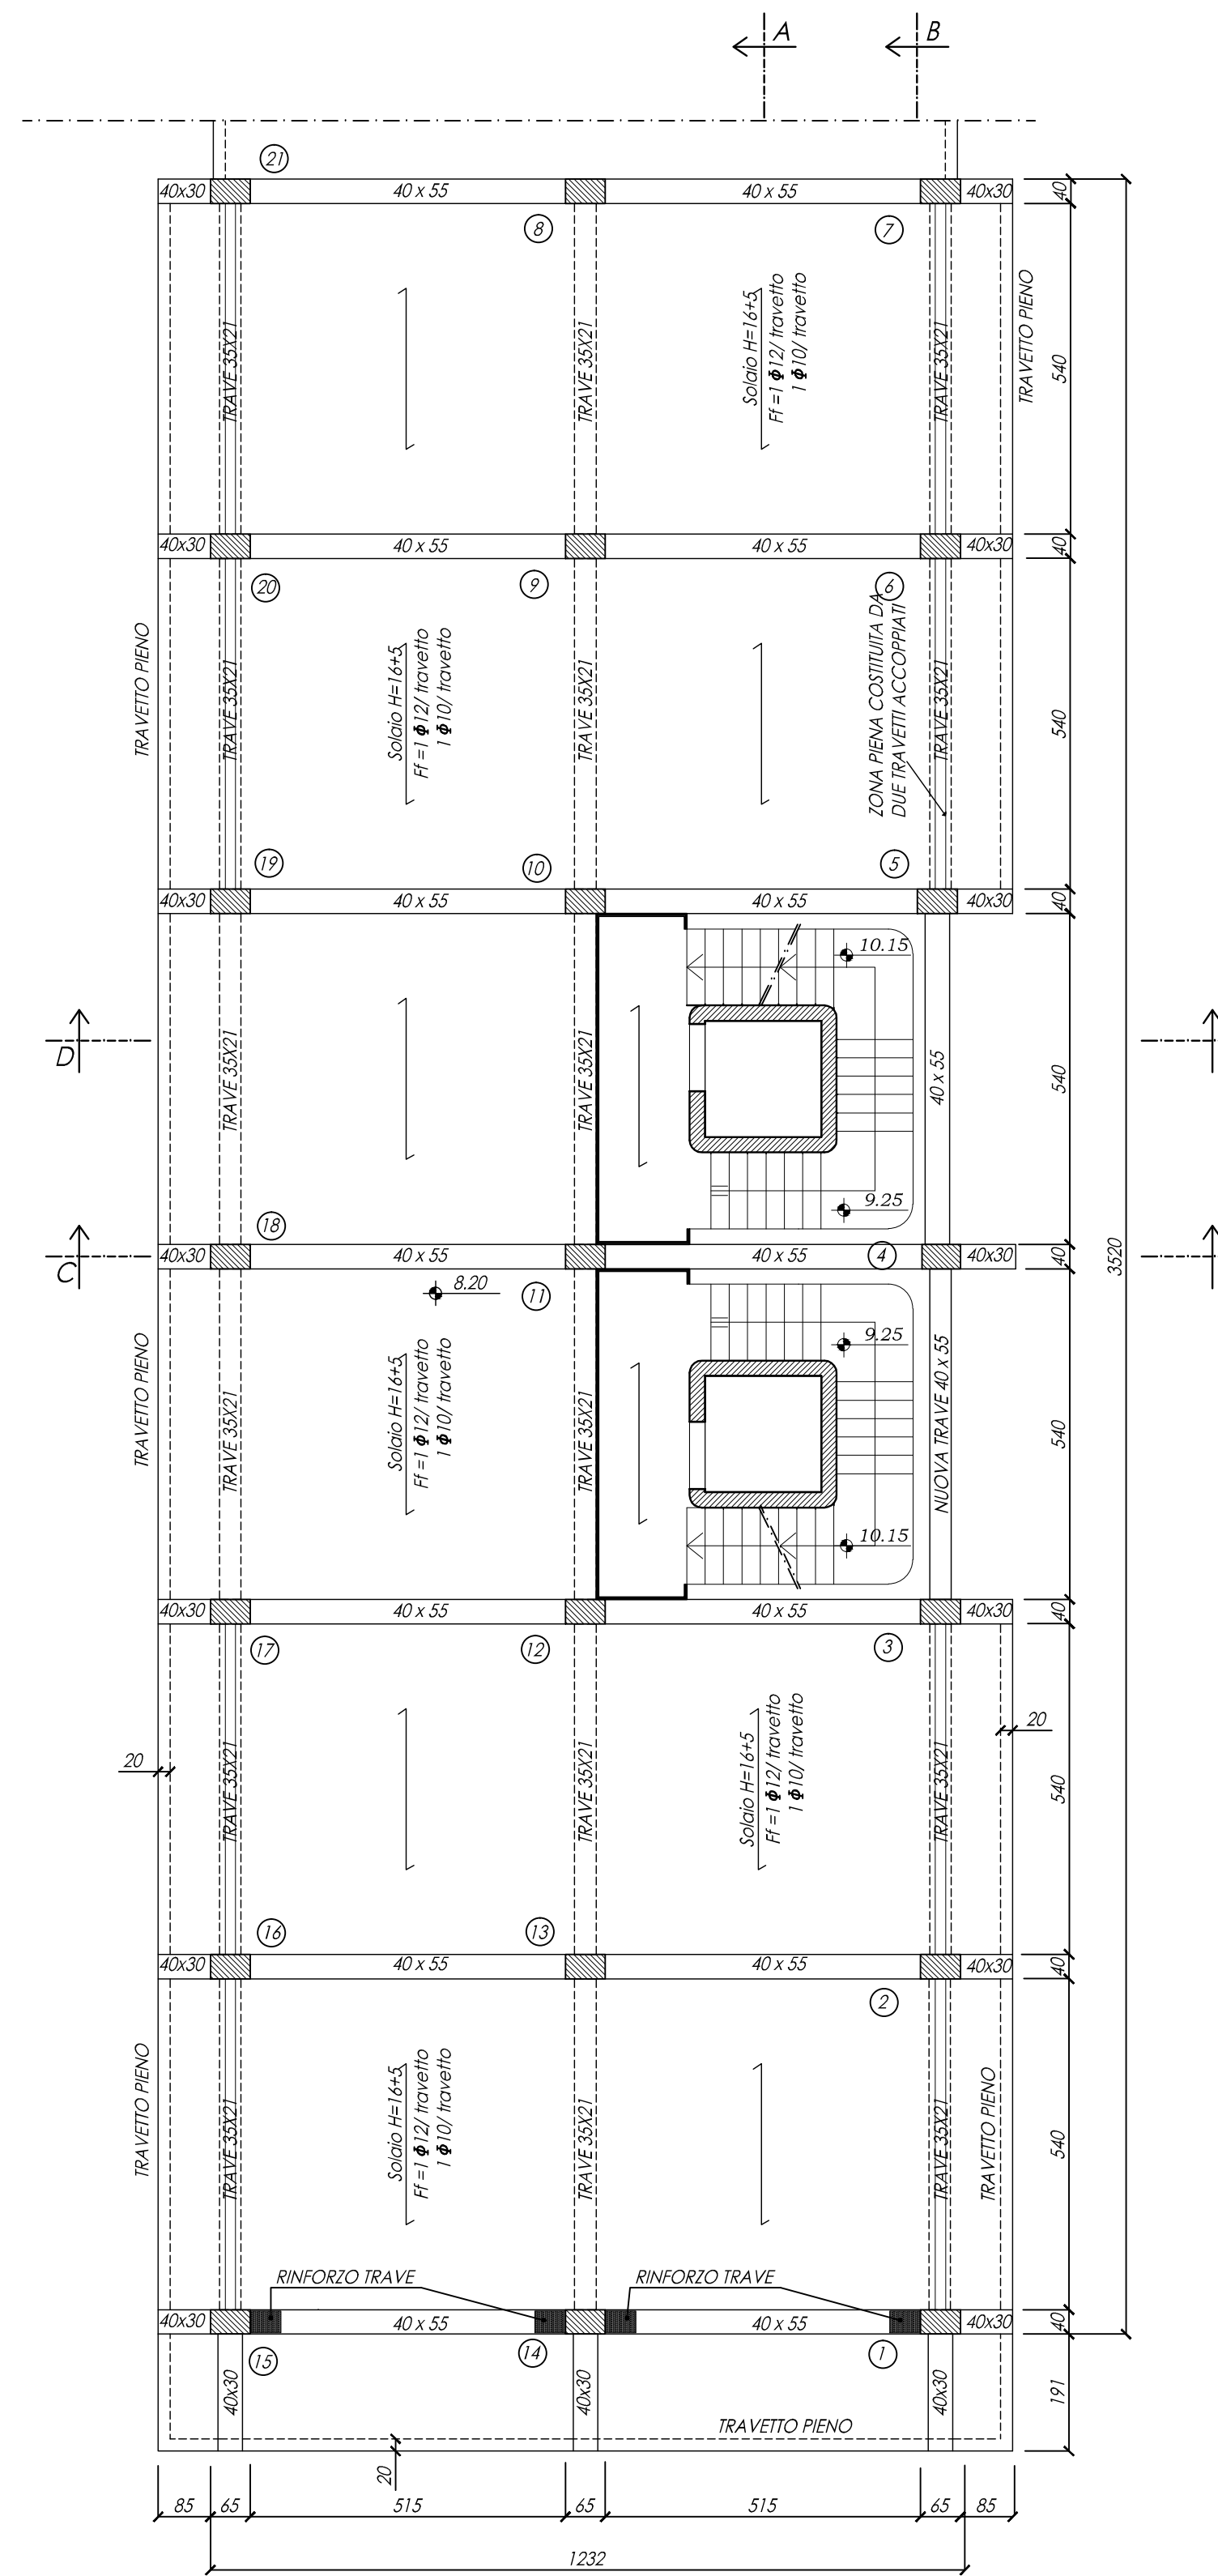 A
B
21
40x30
40 x 55
40 x 55
40x30
40
8
7
TRAVE 35X21
TRAVE 35X21
Solaio H=16+5
Ff =1 Φ12/ travetto
1 Φ10/ travetto
TRAVE 35X21
TRAVETTO PIENO
540
40x30
40 x 55
40 x 55
40x30
40
20
9
6
TRAVETTO PIENO
TRAVE 35X21
Solaio H=16+5
Ff =1 Φ12/ travetto
1 Φ10/ travetto
TRAVE 35X21
ZONA PIENA COSTITUITA DA
DUE TRAVETTI ACCOPPIATI
TRAVE 35X21
540
19
10
5
40x30
40 x 55
40 x 55
40x30
40
10.15
D
TRAVE 35X21
TRAVE 35X21
40 x 55
540
9.25
18
C
40x30
40 x 55
40 x 55
4
40x30
40
3520
8.20
11
9.25
TRAVETTO PIENO
TRAVE 35X21
Solaio H=16+5
Ff =1 Φ12/ travetto
1 Φ10/ travetto
TRAVE 35X21
NUOVA TRAVE 40 x 55
540
10.15
40x30
40 x 55
40 x 55
40x30
40
17
12
3
20
20
TRAVE 35X21
TRAVE 35X21
Solaio H=16+5
Ff =1 Φ12/ travetto
1 Φ10/ travetto
TRAVE 35X21
540
16
13
40x30
40 x 55
40 x 55
40x30
40
2
TRAVETTO PIENO
TRAVE 35X21
Solaio H=16+5
Ff =1 Φ12/ travetto
1 Φ10/ travetto
TRAVE 35X21
TRAVE 35X21
TRAVETTO PIENO
540
RINFORZO TRAVE
RINFORZO TRAVE
40x30
40 x 55
40 x 55
40x30
40
15
14
1
40x30
40x30
40x30
191
TRAVETTO PIENO
20
85
65
515
65
515
65
85
1232